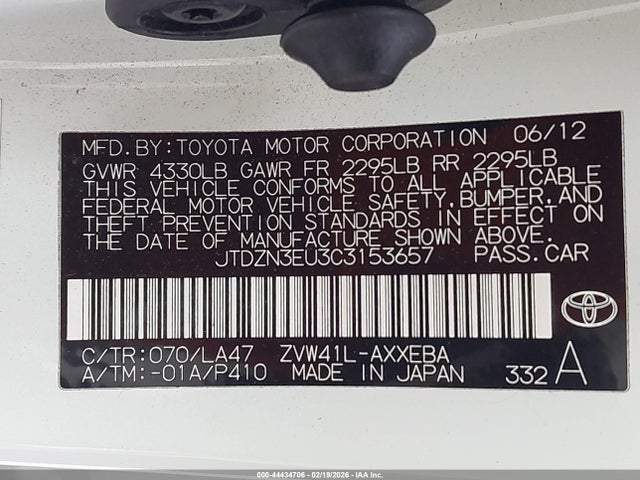 MFD.BY:TOYOTA MOTOR CORPORATION 06/12
GVWR 4330LB GAWR FR 2295LB RR 2295LB
THIS VEHICLE CONFORMS TO ALL APPLICABLE
FEDERAL MOTOR VEHICLE SAFETY,BUMPER,AND
THEFT PREVENTION STANDARDS IN EFFECT ON
THE DATE OF MANUFACTURE SHOWN ABOVE.
JTDZN3EU3C3153657 PASS.CAR
C/TR:070/LA47 ZVW41L-AXXEBA
A/TM:-01A/P410 MADE IN JAPAN 332 A
000-44434706 - 02/19/2026 - IAA Inc.